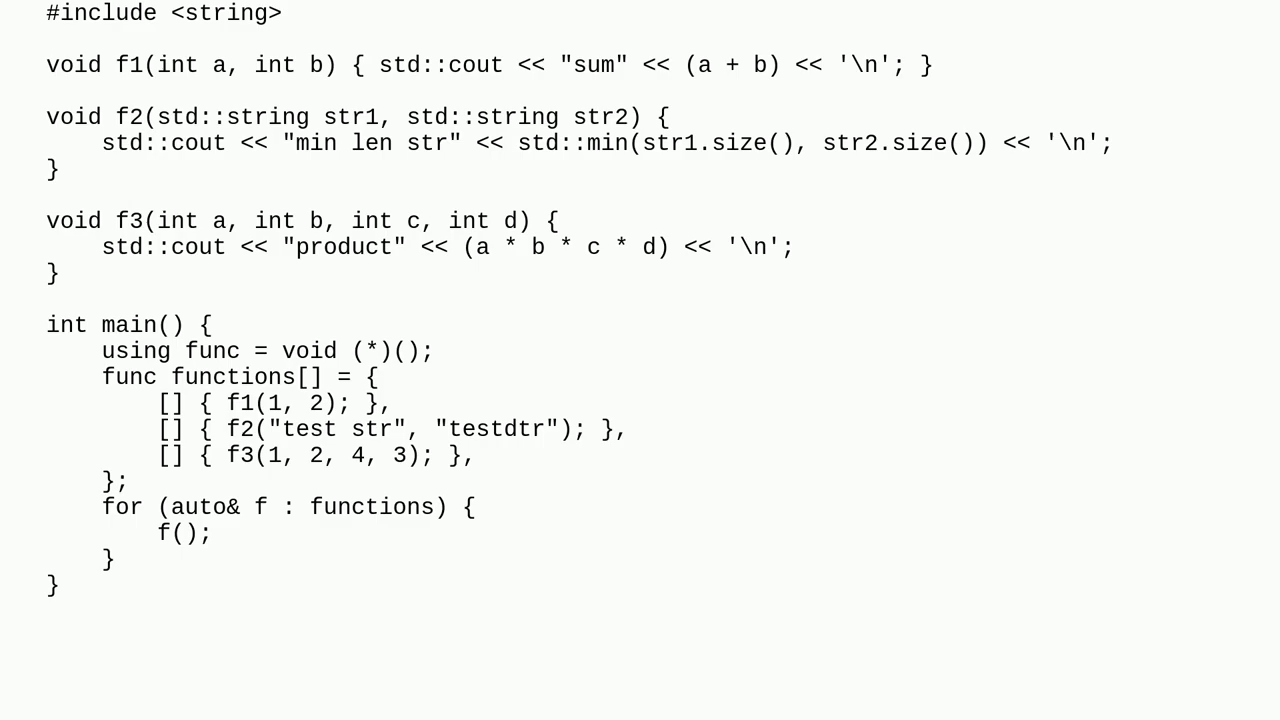 #include <string>

void f1(int a, int b) { std::cout << "sum" << (a + b) << '\n'; }

void f2(std::string str1, std::string str2) {
    std::cout << "min len str" << std::min(str1.size(), str2.size()) << '\n';
}

void f3(int a, int b, int c, int d) {
    std::cout << "product" << (a * b * c * d) << '\n';
}

int main() {
    using func = void (*)();
    func functions[] = {
        [] { f1(1, 2); },
        [] { f2("test str", "testdtr"); },
        [] { f3(1, 2, 4, 3); },
    };
    for (auto& f : functions) {
        f();
    }
}